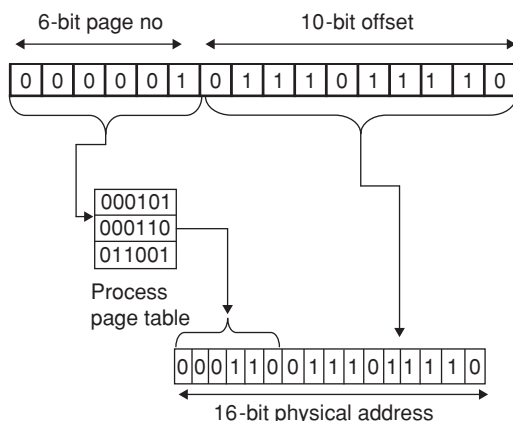 6-bit page no 10-bit offset
0 0 0 0 0 1 0 1 1 1 0 1 1 1 1 0
000101
000110
011001
Process
page table
0 0 0 1 1 0 0 1 1 1 0 1 1 1 1 0
16-bit physical address